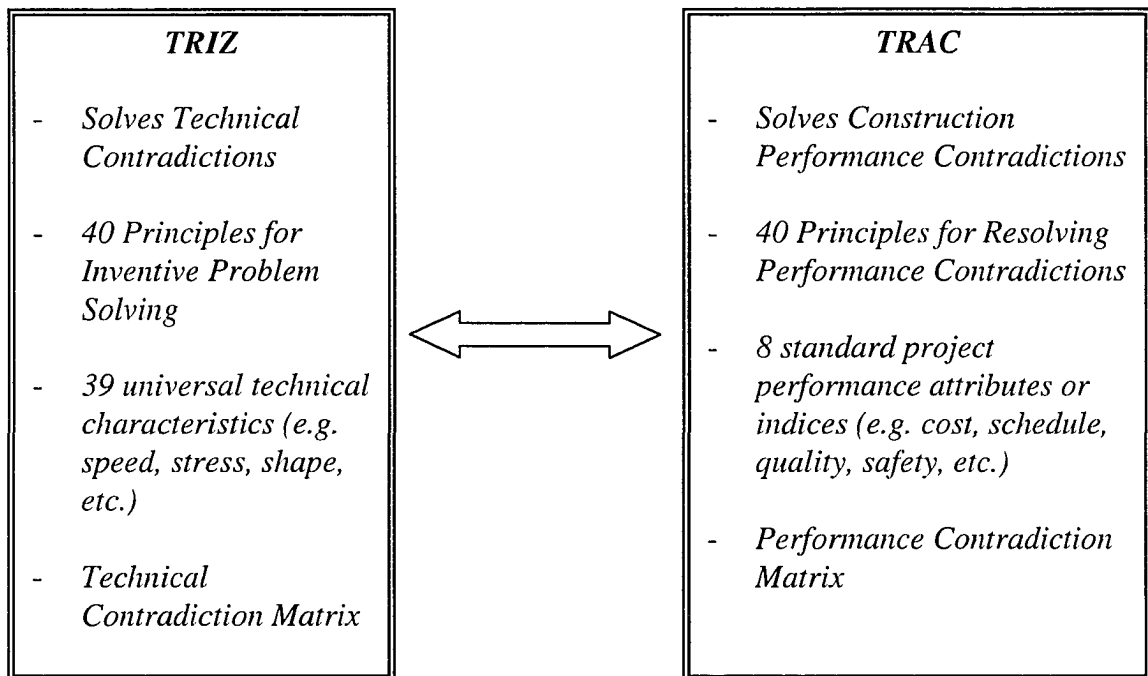 TRIZ
- Solves Technical
Contradictions
- 40 Principles for
Inventive Problem
Solving
- 39 universal technical
characteristics (e.g.
speed, stress, shape,
etc.)
- Technical
Contradiction Matrix
TRAC
- Solves Construction
Performance Contradictions
- 40 Principles for Resolving
Performance Contradictions
- 8 standard project
performance attributes or
indices (e.g. cost, schedule,
quality, safety, etc.)
- Performance Contradiction
Matrix